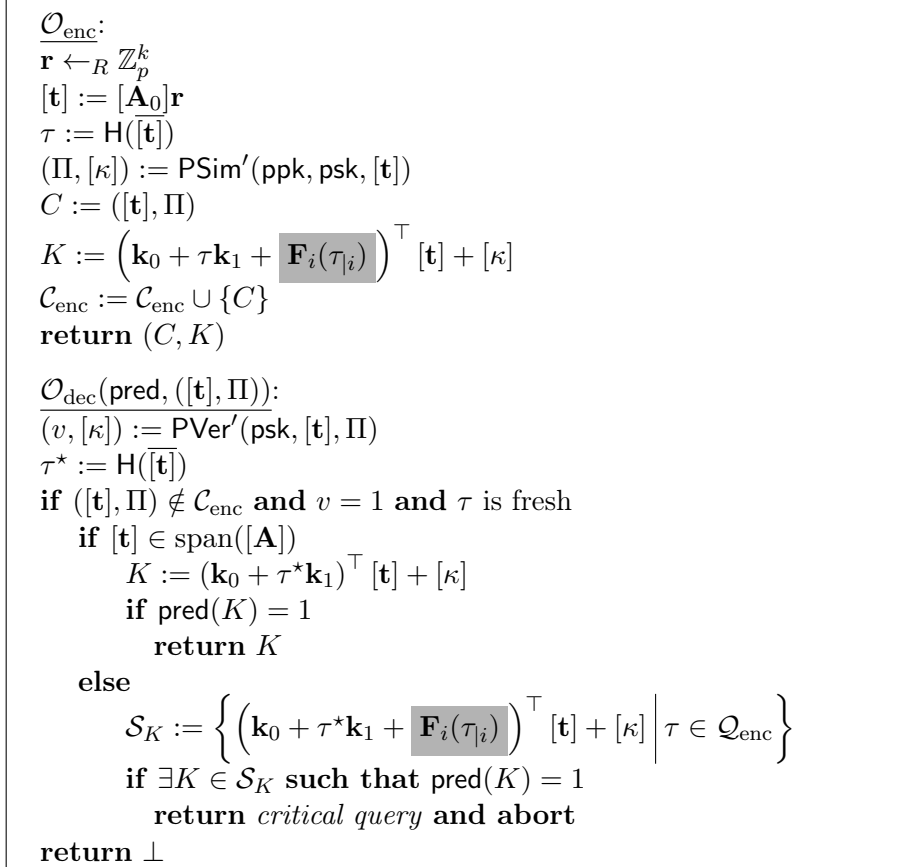 𝒪_enc:
𝐫 ←_R ℤ_p^k
[𝐭] := [𝐀_0]𝐫
τ := H(\overline{[𝐭]})
(Π, [κ]) := PSim′(ppk, psk, [𝐭])
C := ([𝐭], Π)
K := (𝐤_0 + τ𝐤_1 + 𝐅_i(τ_{|i}))^⊤ [𝐭] + [κ]
𝒞_enc := 𝒞_enc ∪ {C}
return (C, K)
𝒪_dec(pred, ([𝐭], Π)):
(v, [κ]) := PVer′(psk, [𝐭], Π)
τ^⋆ := H(\overline{[𝐭]})
if ([𝐭], Π) ∉ 𝒞_enc and v = 1 and τ is fresh
if [𝐭] ∈ span([𝐀])
K := (𝐤_0 + τ^⋆𝐤_1)^⊤ [𝐭] + [κ]
if pred(K) = 1
return K
else
𝒮_K := {(𝐤_0 + τ^⋆𝐤_1 + 𝐅_i(τ_{|i}))^⊤ [𝐭] + [κ] | τ ∈ 𝒬_enc}
if ∃K ∈ 𝒮_K such that pred(K) = 1
return critical query and abort
return ⊥